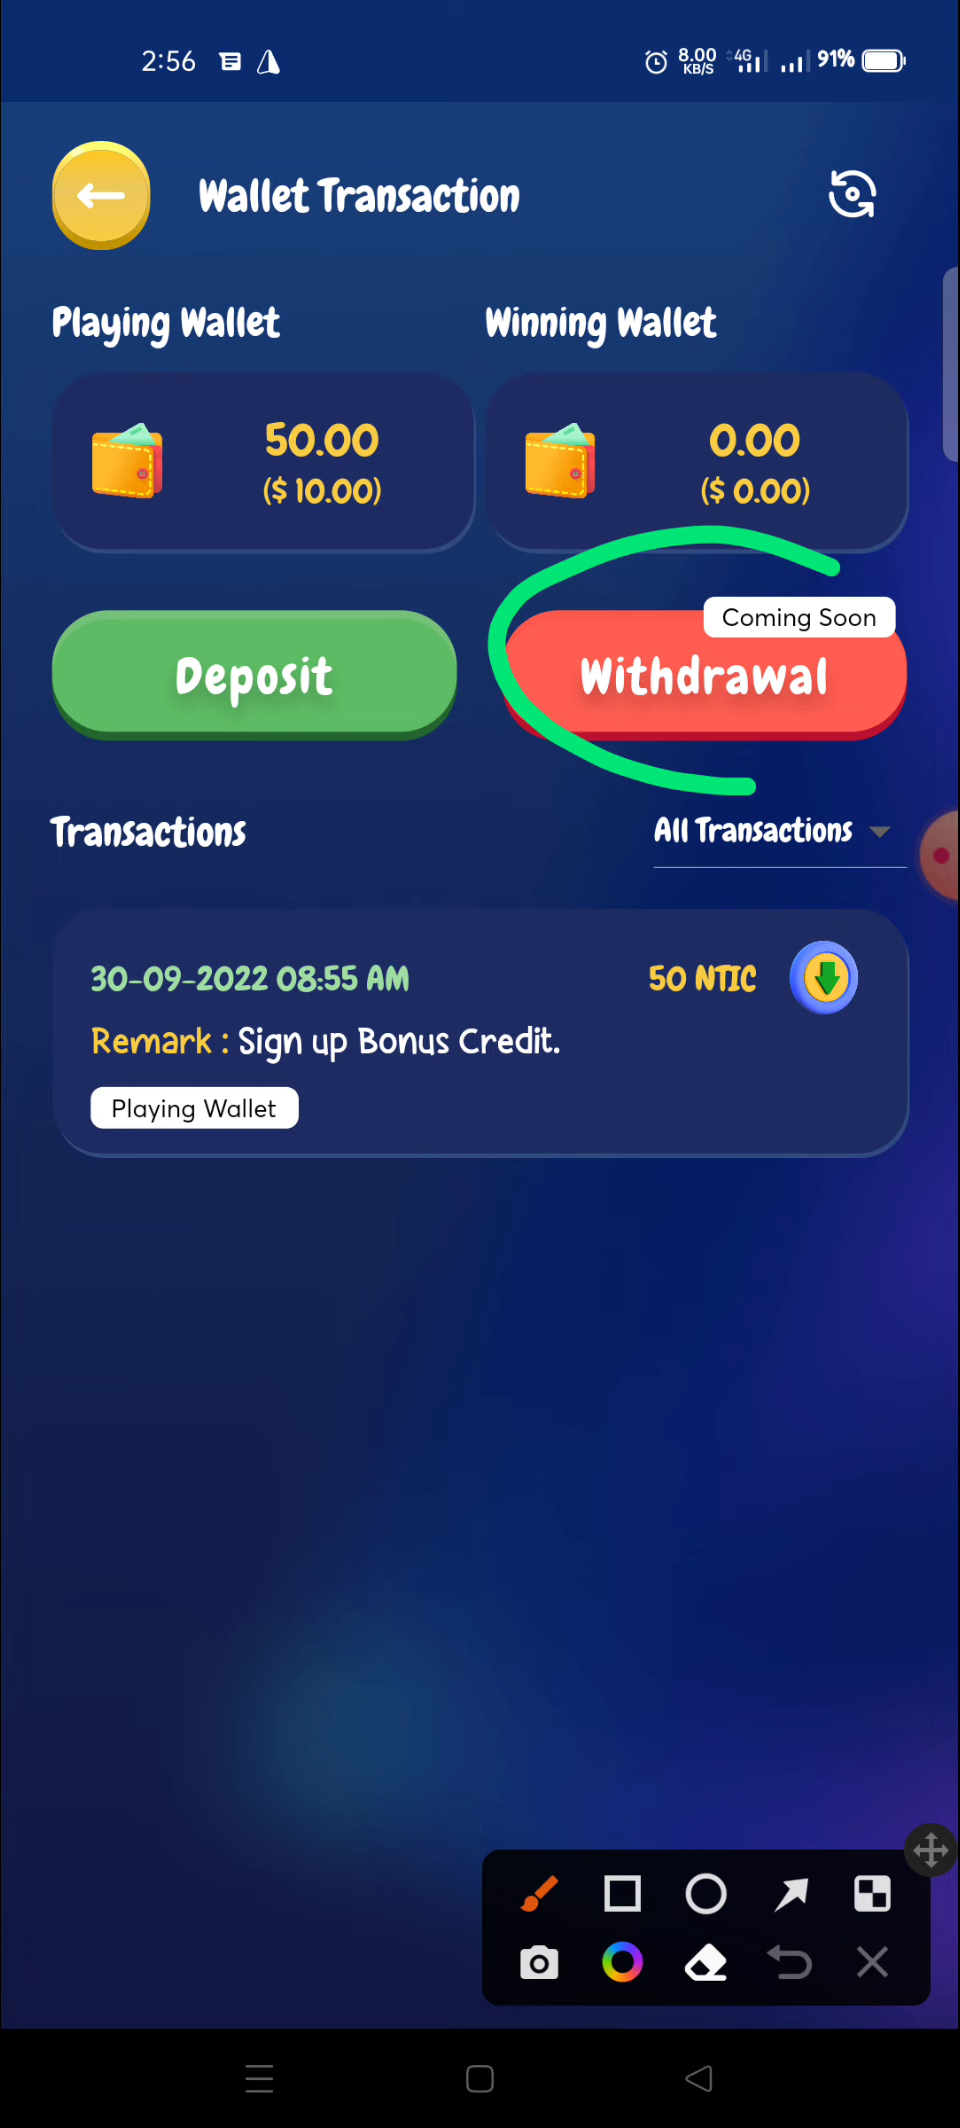 2:56
8.00 KB/S 4G 91%
Wallet Transaction
Playing Wallet
Winning Wallet
50.00
($ 10.00)
0.00
($ 0.00)
Coming Soon
Deposit
Withdrawal
Transactions
All Transactions
30-09-2022 08:55 AM
50 NTIC
Remark : Sign up Bonus Credit.
Playing Wallet